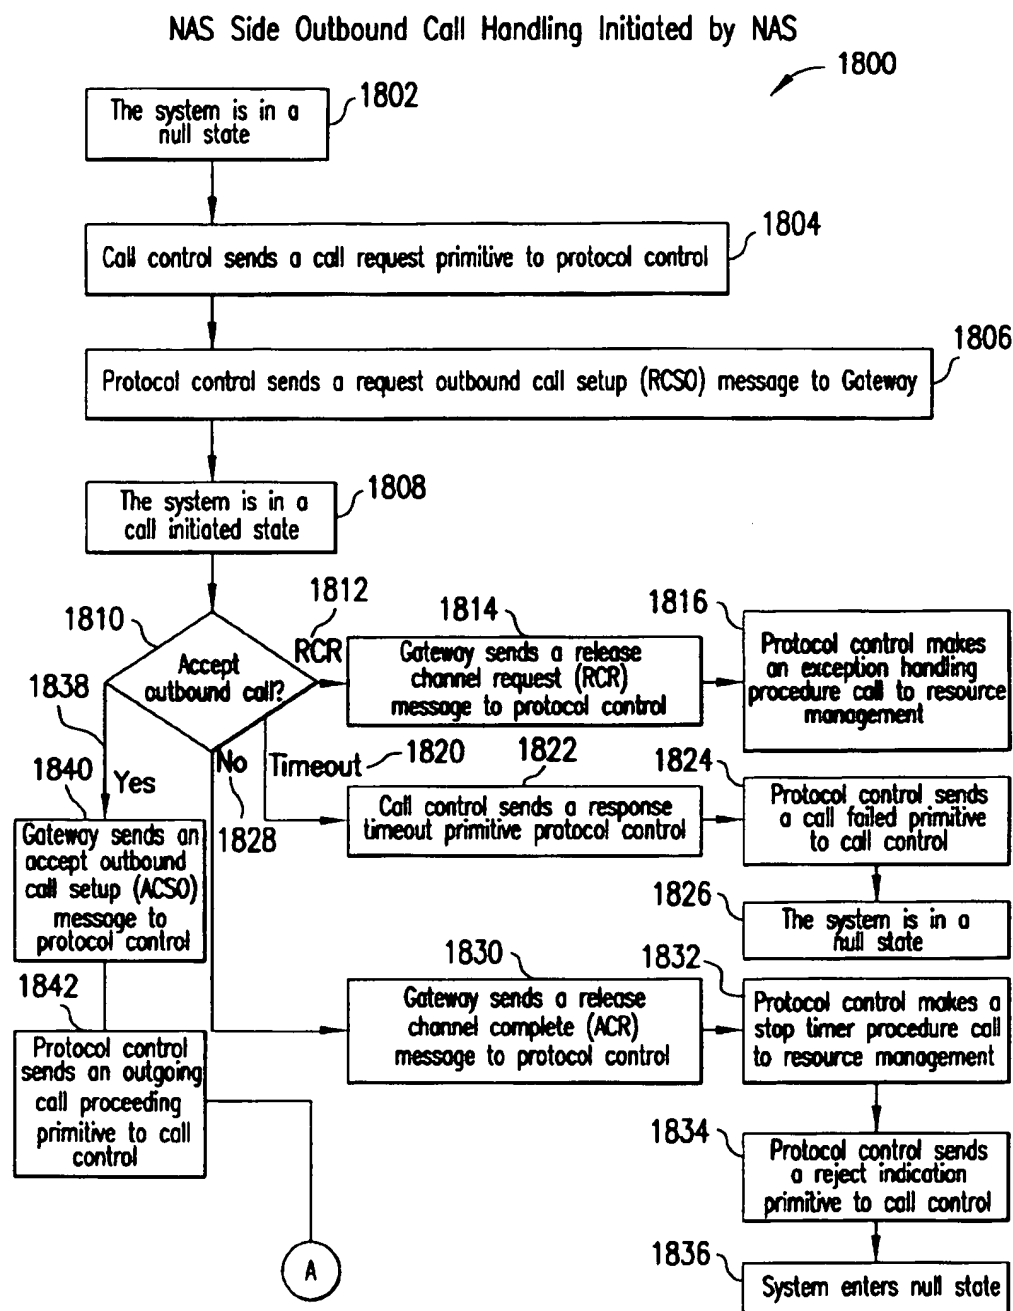 NAS Side Outbound Call Handling Initiated by NAS
1800
1802
The system is in a
null state
1804
Call control sends a call request primitive to protocol control
1806
Protocol control sends a request outbound call setup (RCSO) message to Gateway
1808
The system is in a
call initiated state
1810
Accept
outbound call?
1812
RCR
1814
Gateway sends a release
channel request (RCR)
message to protocol control
1816
Protocol control makes
an exception handling
procedure call to resource
management
1838
Yes
No
1828
Timeout
1820
1822
Call control sends a response
timeout primitive protocol control
1824
Protocol control sends
a call failed primitive
to call control
1826
The system is in a
null state
1840
Gateway sends an
accept outbound
call setup (ACSO)
message to
protocol control
1830
Gateway sends a release
channel complete (ACR)
message to protocol control
1832
Protocol control makes a
stop timer procedure call
to resource management
1842
Protocol control
sends an outgoing
call proceeding
primitive to call
control
1834
Protocol control sends
a reject indication
primitive to call control
1836
System enters null state
A